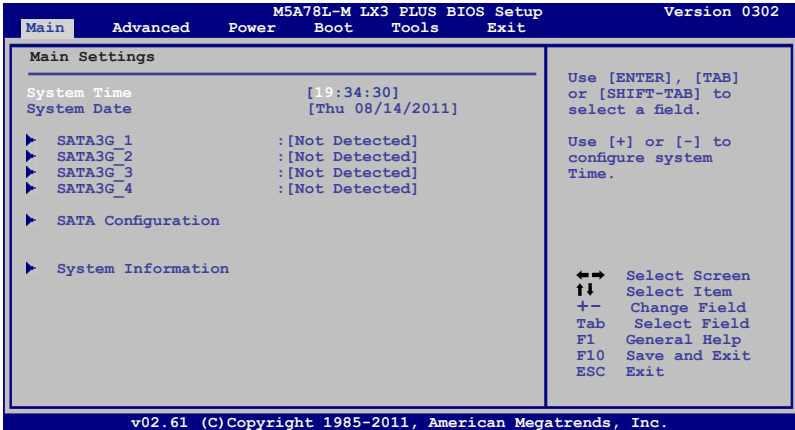 M5A78L-M LX3 PLUS BIOS Setup Version 0302
Main Advanced Power Boot Tools Exit
Main Settings
System Time [19:34:30]
System Date [Thu 08/14/2011]
SATA3G_1 :[Not Detected]
SATA3G_2 :[Not Detected]
SATA3G_3 :[Not Detected]
SATA3G_4 :[Not Detected]
SATA Configuration
System Information
Use [ENTER], [TAB]
or [SHIFT-TAB] to
select a field.
Use [+] or [-] to
configure system
Time.
←→ Select Screen
↑↓ Select Item
+- Change Field
Tab Select Field
F1 General Help
F10 Save and Exit
ESC Exit
v02.61 (C)Copyright 1985-2011, American Megatrends, Inc.